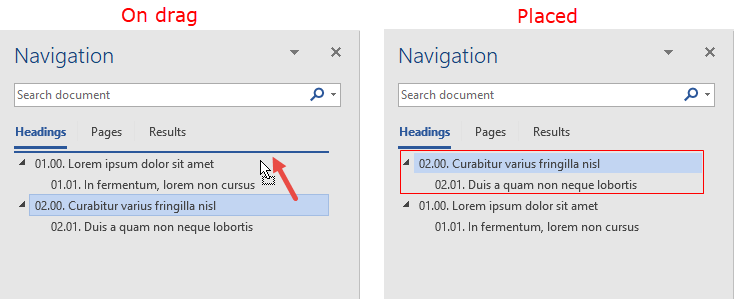 On drag
Navigation
Search document
Headings Pages Results
01.00. Lorem ipsum dolor sit amet
01.01. In fermentum, lorem non cursus
02.00. Curabitur varius fringilla nisl
02.01. Duis a quam non neque lobortis
Placed
Navigation
Search document
Headings Pages Results
02.00. Curabitur varius fringilla nisl
02.01. Duis a quam non neque lobortis
01.00. Lorem ipsum dolor sit amet
01.01. In fermentum, lorem non cursus